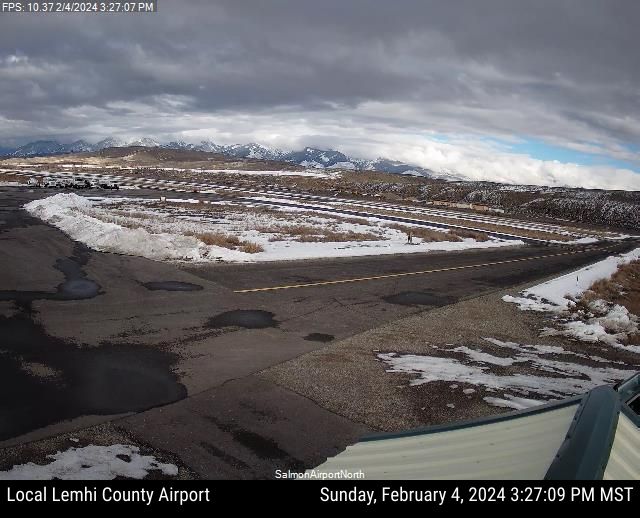 FPS: 10.37 2/4/2024 3:27:07 PM
SalmonAirportNorth
Local Lemhi County Airport Sunday, February 4, 2024 3:27:09 PM MST